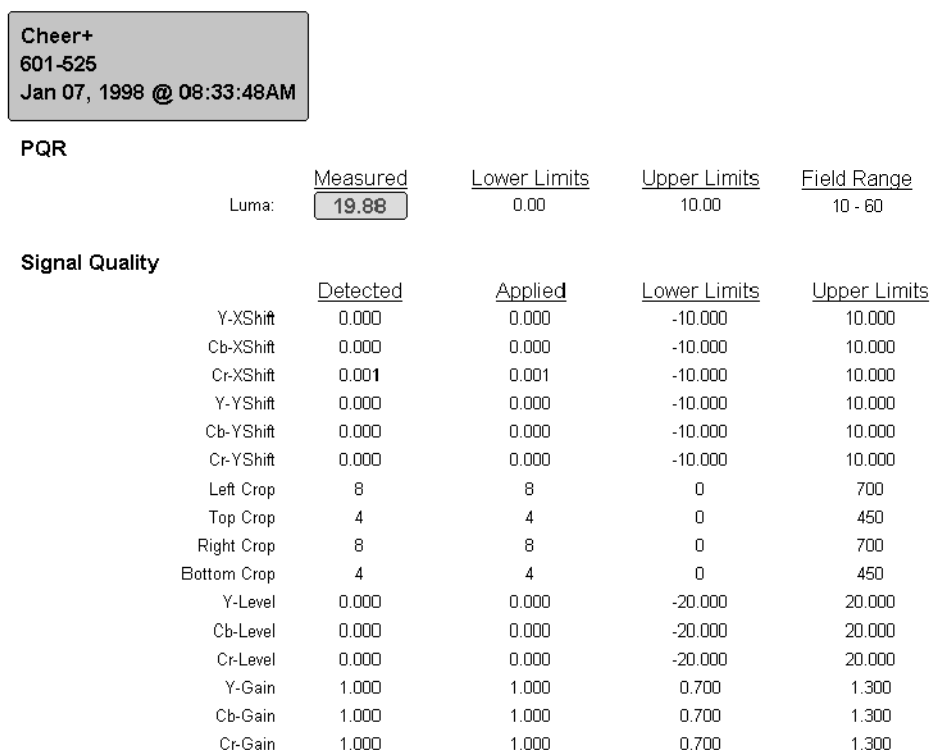 Cheer+
601-525
Jan 07, 1998 @ 08:33:48AM
PQR
Measured Lower Limits Upper Limits Field Range
Luma: 19.88 0.00 10.00 10 - 60
Signal Quality
Detected Applied Lower Limits Upper Limits
Y-XShift 0.000 0.000 -10.000 10.000
Cb-XShift 0.000 0.000 -10.000 10.000
Cr-XShift 0.001 0.001 -10.000 10.000
Y-YShift 0.000 0.000 -10.000 10.000
Cb-YShift 0.000 0.000 -10.000 10.000
Cr-YShift 0.000 0.000 -10.000 10.000
Left Crop 8 8 0 700
Top Crop 4 4 0 450
Right Crop 8 8 0 700
Bottom Crop 4 4 0 450
Y-Level 0.000 0.000 -20.000 20.000
Cb-Level 0.000 0.000 -20.000 20.000
Cr-Level 0.000 0.000 -20.000 20.000
Y-Gain 1.000 1.000 0.700 1.300
Cb-Gain 1.000 1.000 0.700 1.300
Cr-Gain 1.000 1.000 0.700 1.300